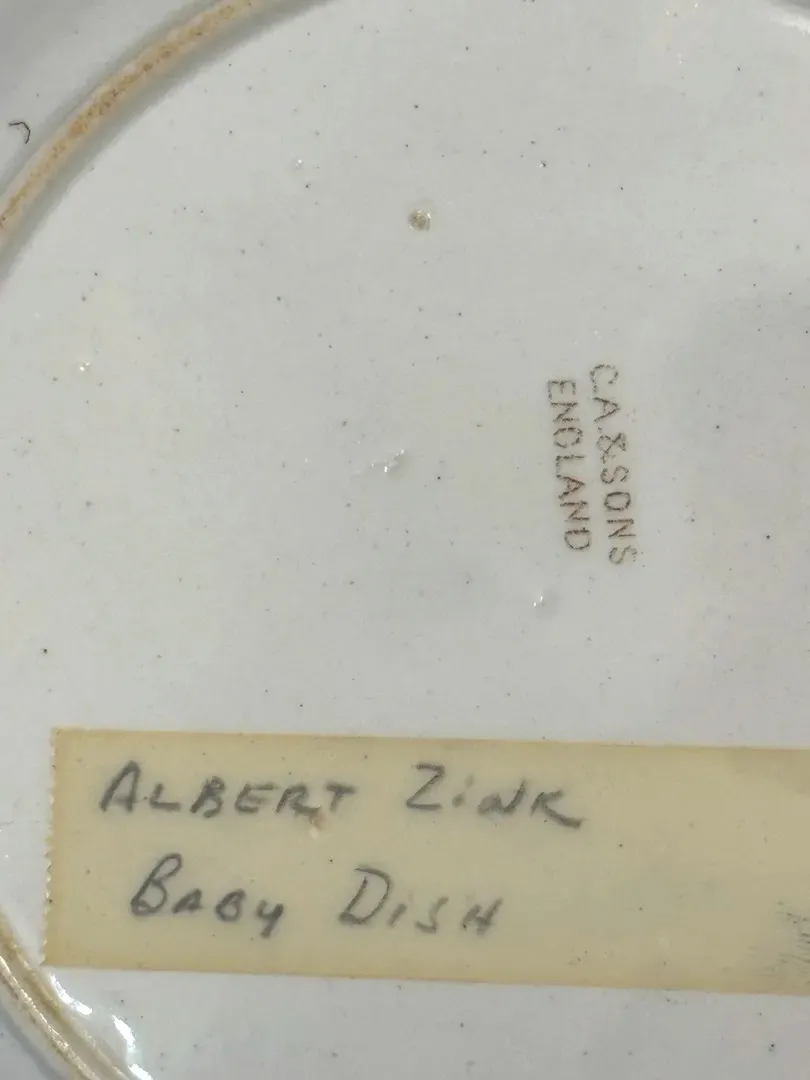 C.A.&SONS
ENGLAND
ALBERT ZiNK
BABY DISH